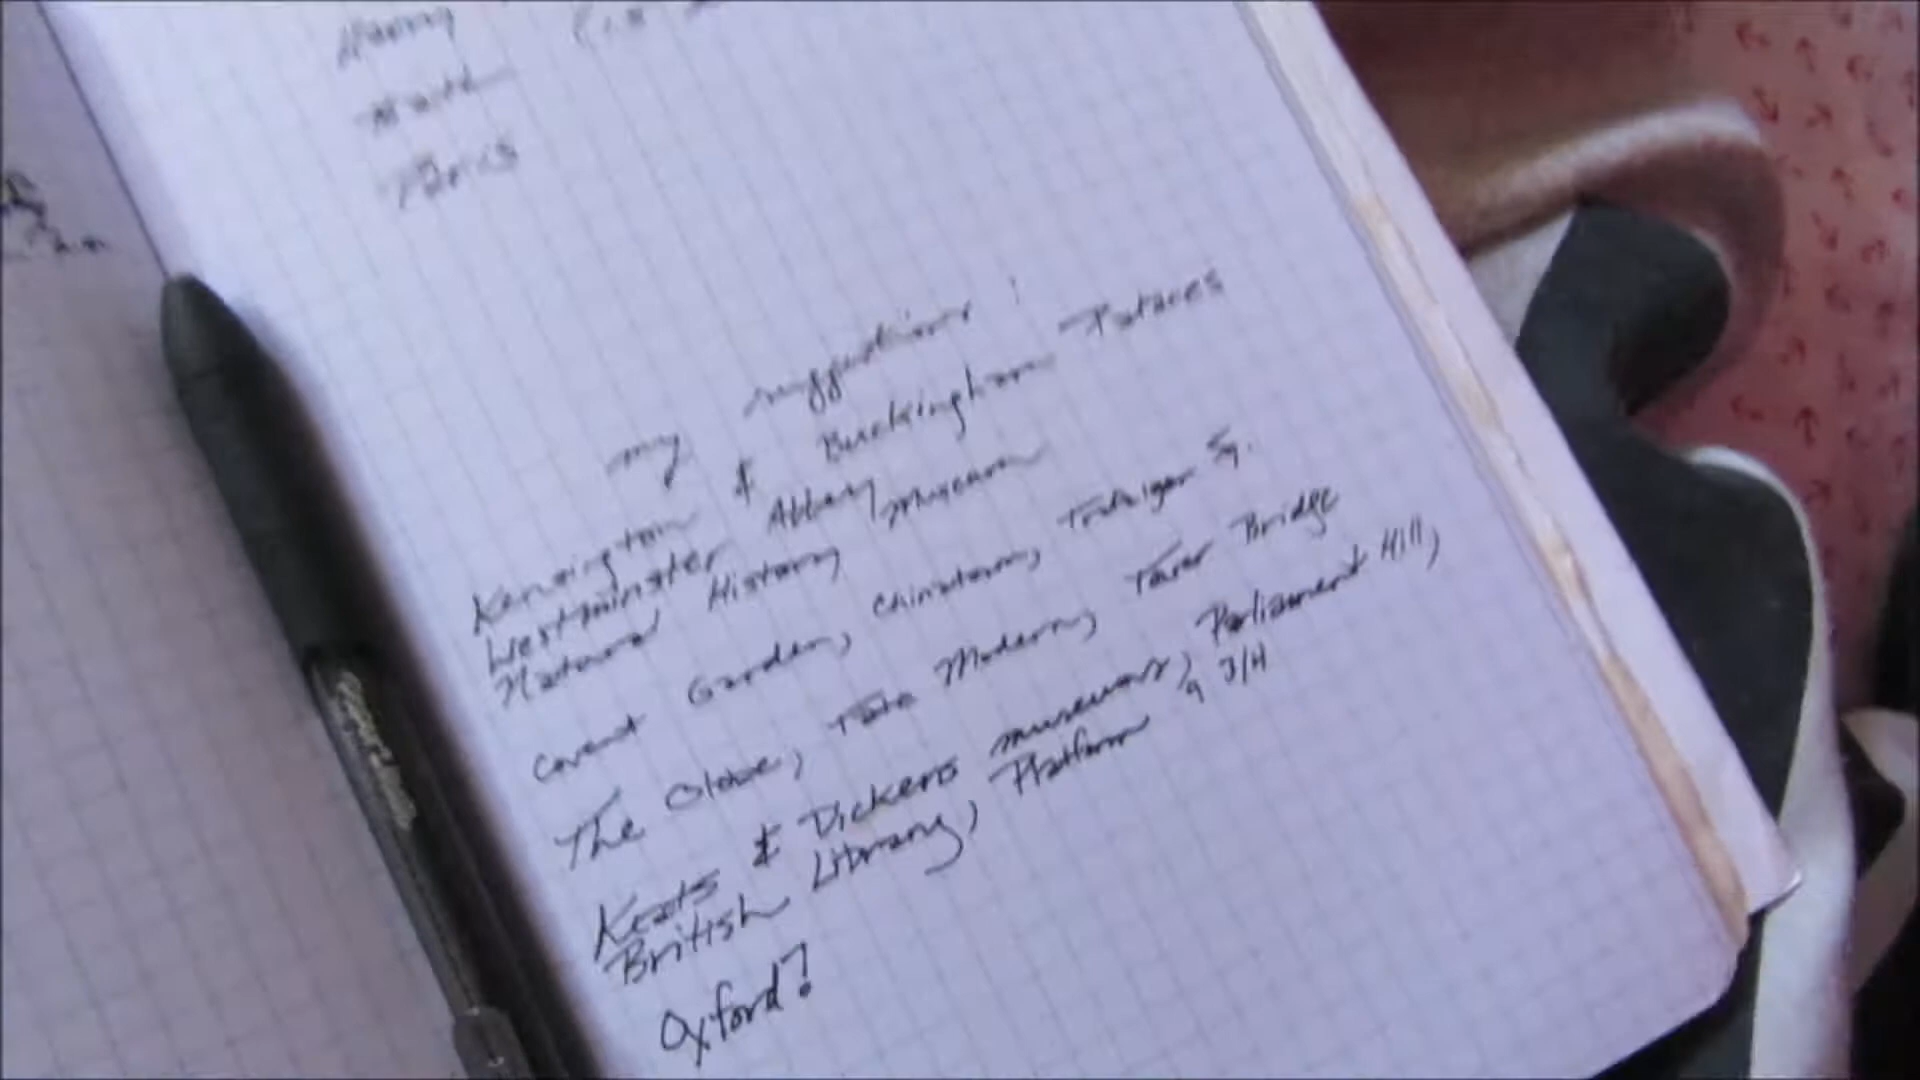 Paris
my suggestions:
Kensington & Buckingham Palaces
Westminster Abbey
Natural History Museum
Covent Garden, Chinatown, Trafalgar Sq.
The Globe, Tate Modern, Tower Bridge
Keats & Dickens museums, Parliament Hill,
British Library, Platform 9 3/4
Oxford?